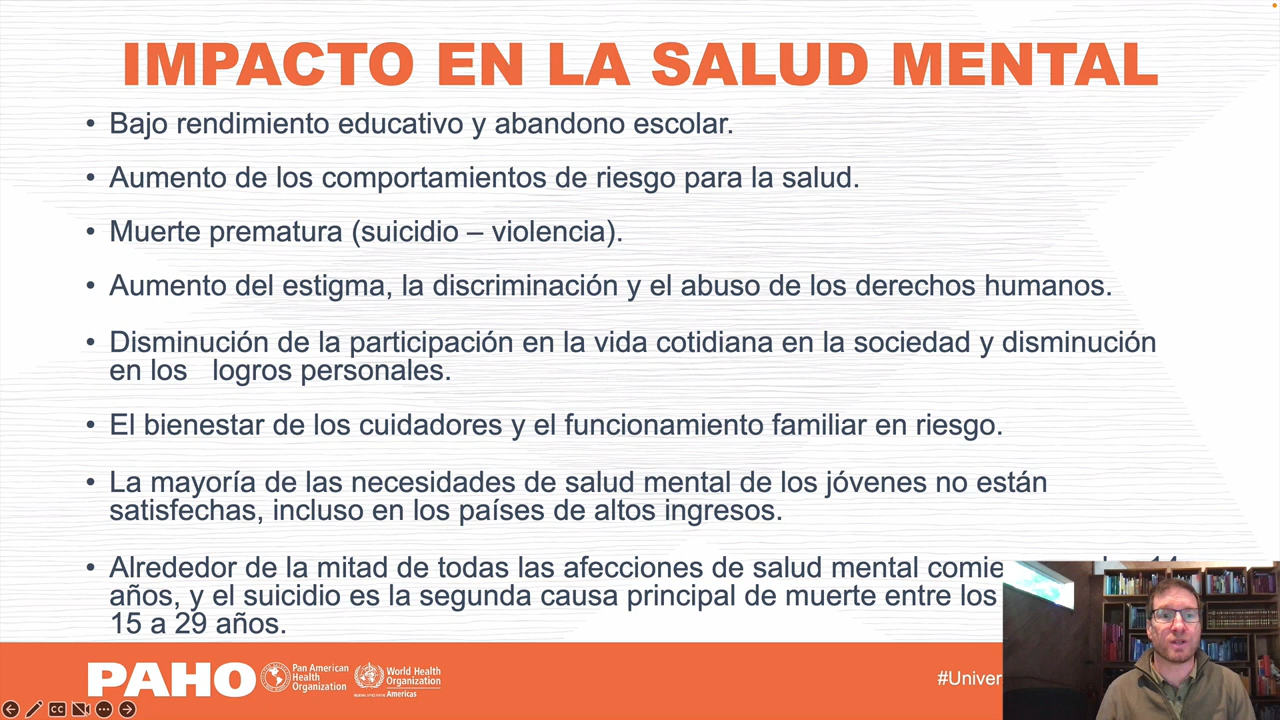 IMPACTO EN LA SALUD MENTAL
• Bajo rendimiento educativo y abandono escolar.
• Aumento de los comportamientos de riesgo para la salud.
• Muerte prematura (suicidio – violencia).
• Aumento del estigma, la discriminación y el abuso de los derechos humanos.
• Disminución de la participación en la vida cotidiana en la sociedad y disminución
en los logros personales.
• El bienestar de los cuidadores y el funcionamiento familiar en riesgo.
• La mayoría de las necesidades de salud mental de los jóvenes no están
satisfechas, incluso en los países de altos ingresos.
• Alrededor de la mitad de todas las afecciones de salud mental
años, y el suicidio es la segunda causa principal de muerte entre los
15 a 29 años.
PAHO
Pan American
Health
Organization
World Health
Organization
Americas
#Univer
CC